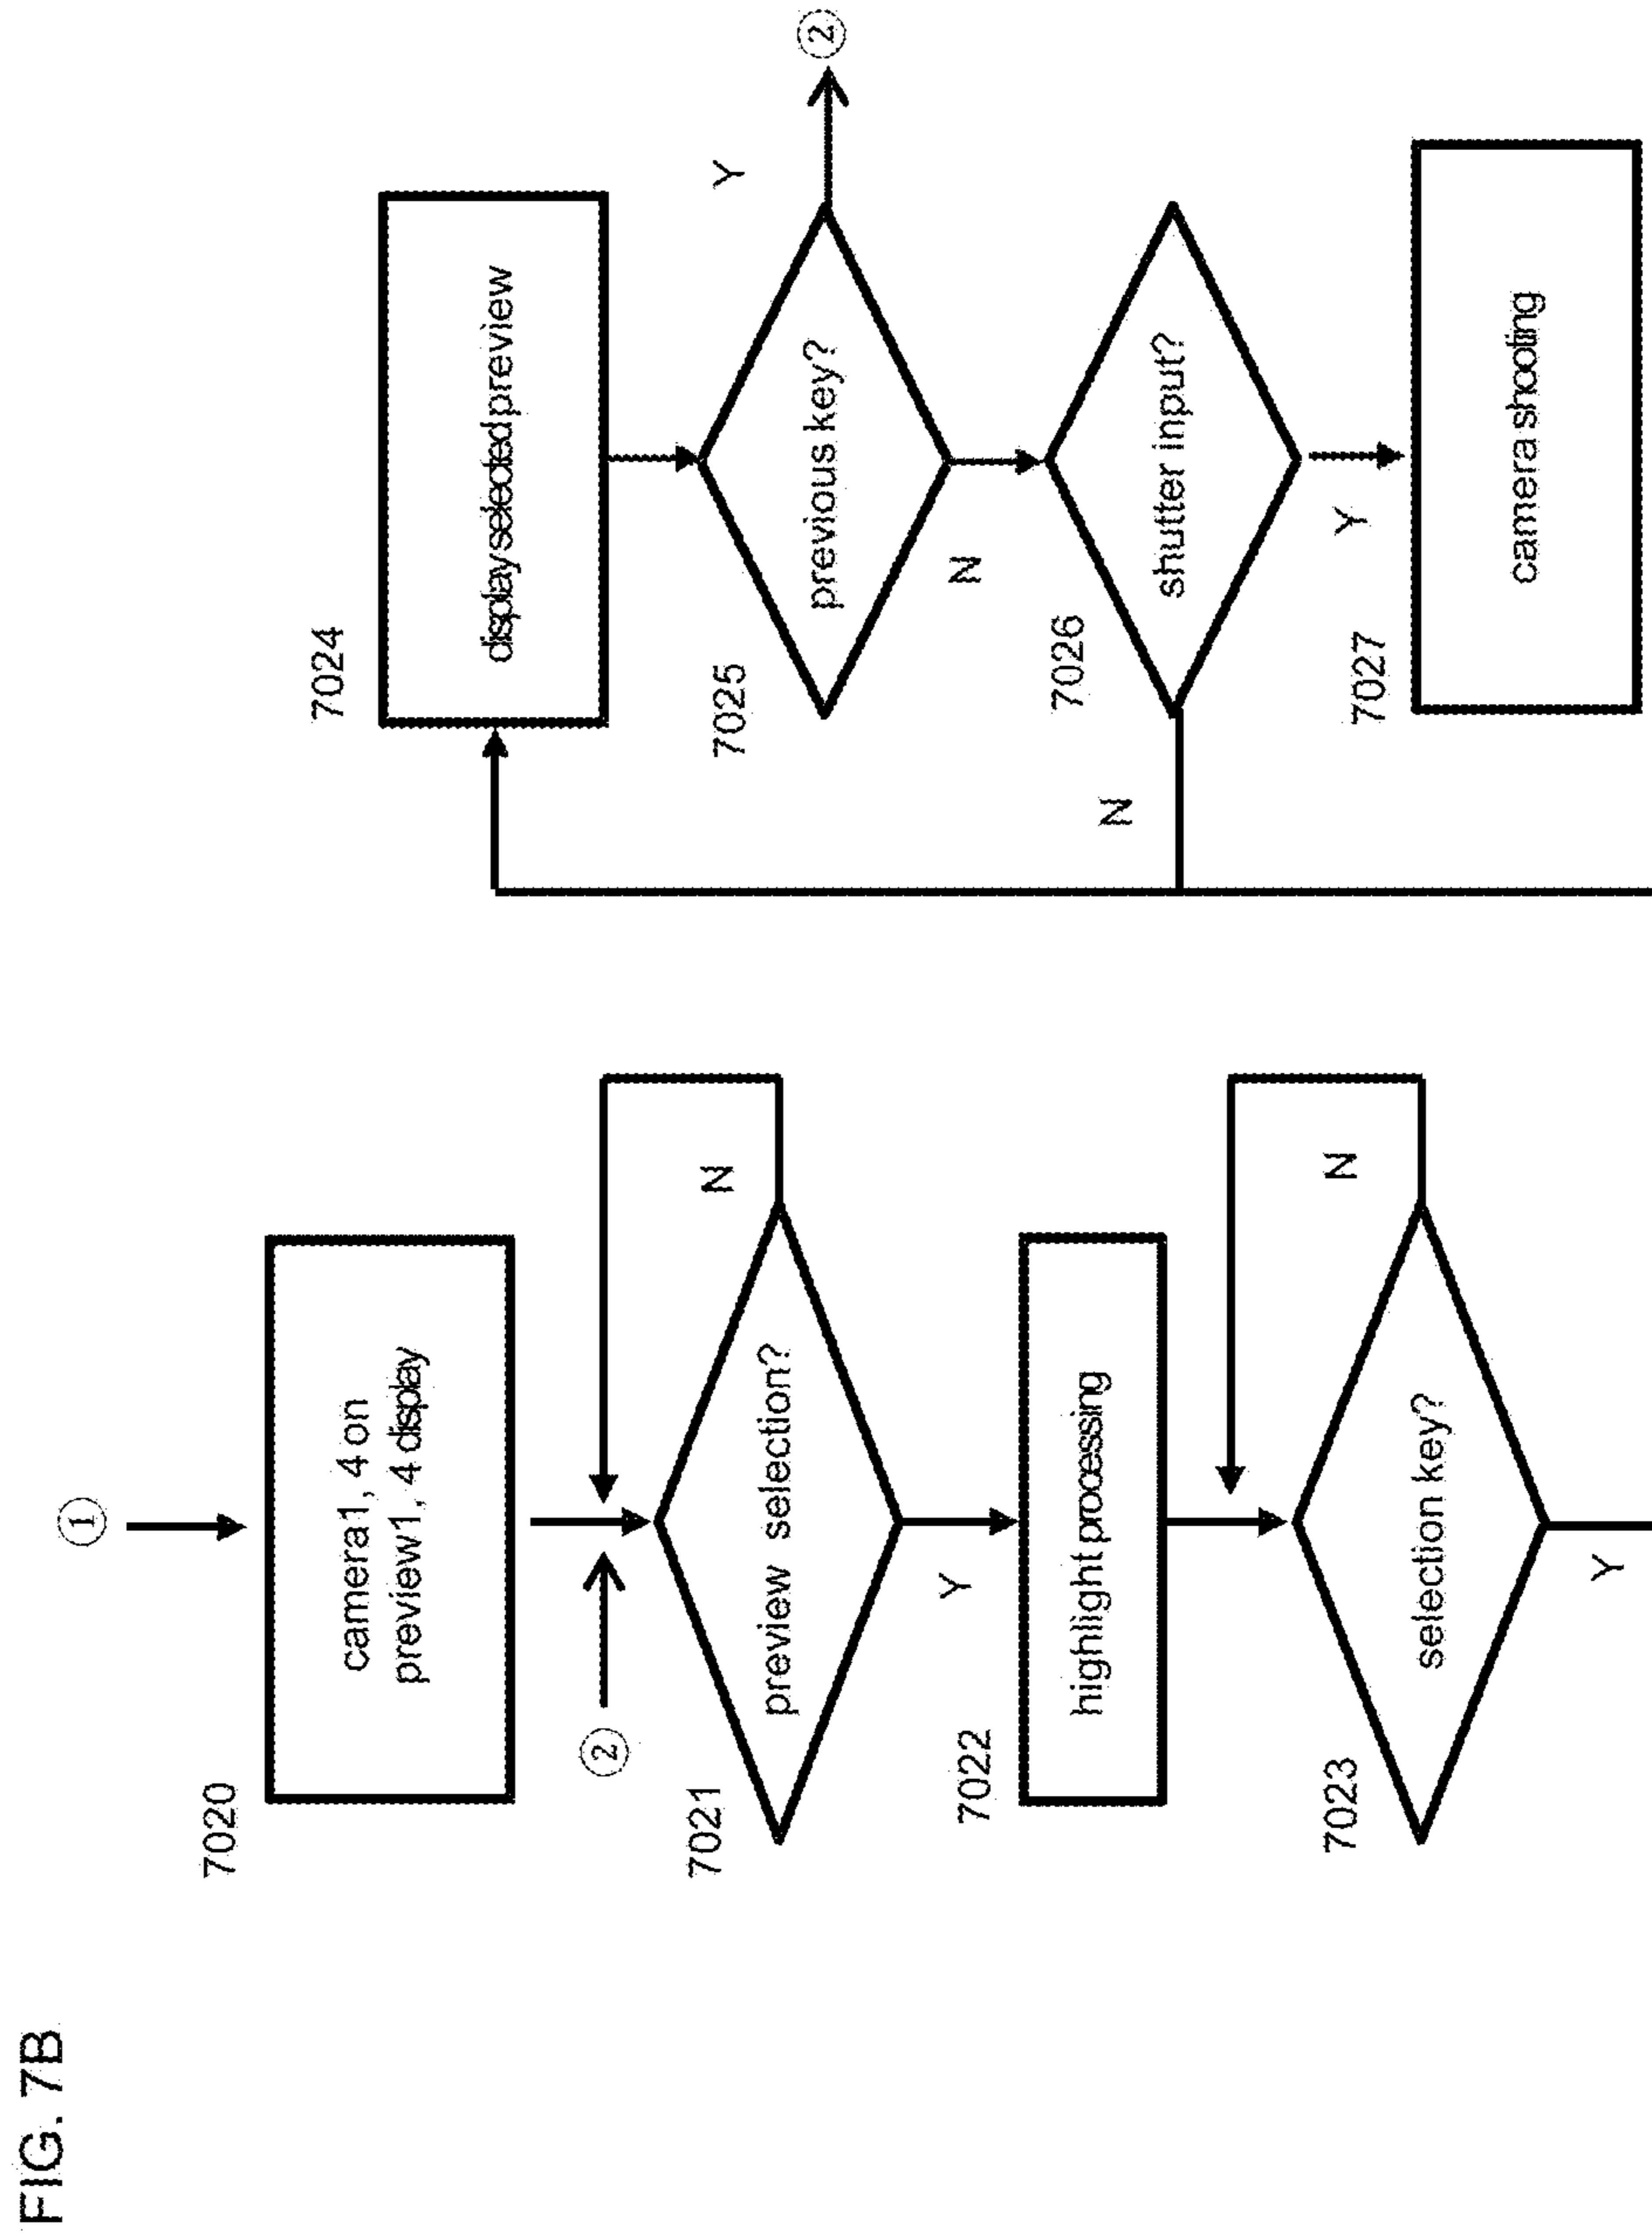 FIG. 7B
①
7020
camera1, 4 on
preview1, 4 display
②
7021
preview selection?
N
Y
7022
highlight processing
7023
selection key?
N
Y
7024
display selected preview
7025
previous key?
Y
②
N
7026
shutter input?
N
Y
7027
camera shooting